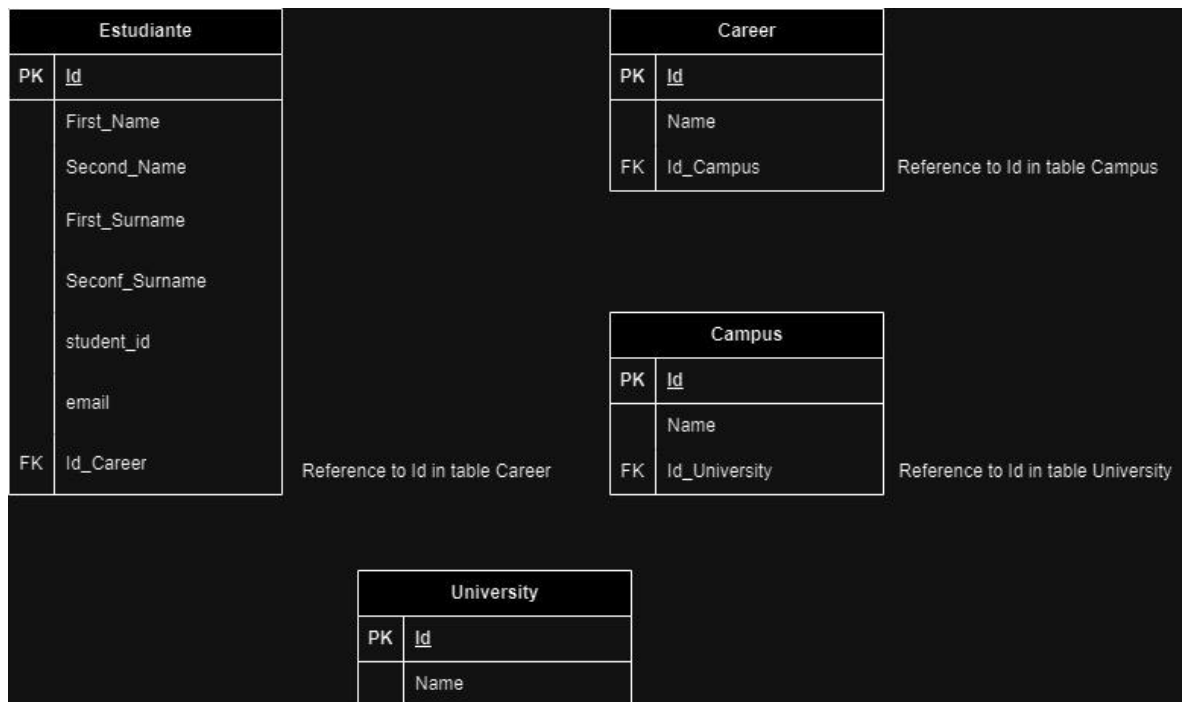 Estudiante
PK Id
First_Name
Second_Name
First_Surname
Seconf_Surname
student_id
email
FK Id_Career
Reference to Id in table Career
Career
PK Id
Name
FK Id_Campus
Reference to Id in table Campus
Campus
PK Id
Name
FK Id_University
Reference to Id in table University
University
PK Id
Name